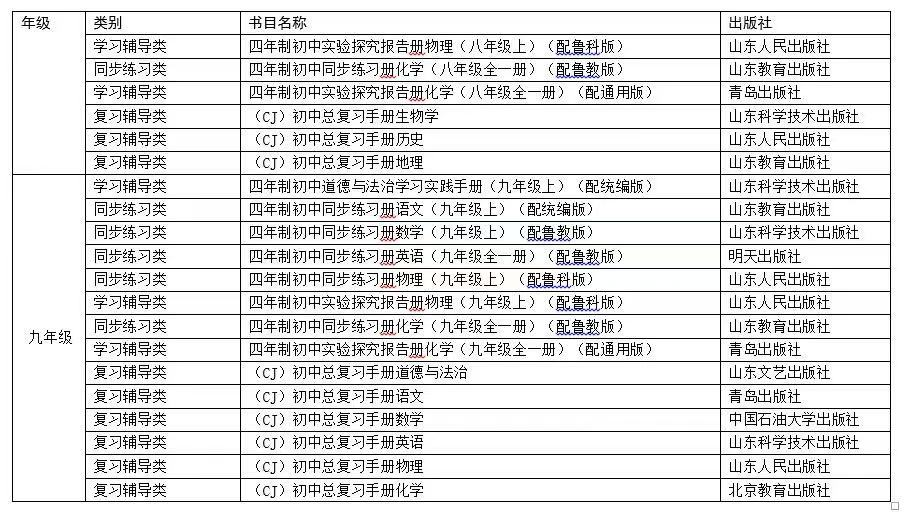 年级 类别 书目名称 出版社
学习辅导类 四年制初中实验探究报告册物理（八年级上）（配鲁科版） 山东人民出版社
同步练习类 四年制初中同步练习册化学（八年级全一册）（配鲁教版） 山东教育出版社
学习辅导类 四年制初中实验探究报告册化学（八年级全一册）（配通用版） 青岛出版社
复习辅导类 （CJ）初中总复习手册生物学 山东科学技术出版社
复习辅导类 （CJ）初中总复习手册历史 山东人民出版社
复习辅导类 （CJ）初中总复习手册地理 山东教育出版社
九年级
学习辅导类 四年制初中道德与法治学习实践手册（九年级上）（配统编版） 山东科学技术出版社
同步练习类 四年制初中同步练习册语文（九年级上）（配统编版） 山东教育出版社
同步练习类 四年制初中同步练习册数学（九年级上）（配鲁教版） 山东科学技术出版社
同步练习类 四年制初中同步练习册英语（九年级全一册）（配鲁教版） 明天出版社
同步练习类 四年制初中同步练习册物理（九年级上）（配鲁科版） 山东人民出版社
学习辅导类 四年制初中实验探究报告册物理（九年级上）（配鲁科版） 山东人民出版社
同步练习类 四年制初中同步练习册化学（九年级全一册）（配鲁教版） 山东教育出版社
学习辅导类 四年制初中实验探究报告册化学（九年级全一册）（配通用版） 青岛出版社
复习辅导类 （CJ）初中总复习手册道德与法治 山东文艺出版社
复习辅导类 （CJ）初中总复习手册语文 青岛出版社
复习辅导类 （CJ）初中总复习手册数学 中国石油大学出版社
复习辅导类 （CJ）初中总复习手册英语 山东科学技术出版社
复习辅导类 （CJ）初中总复习手册物理 山东人民出版社
复习辅导类 （CJ）初中总复习手册化学 北京教育出版社